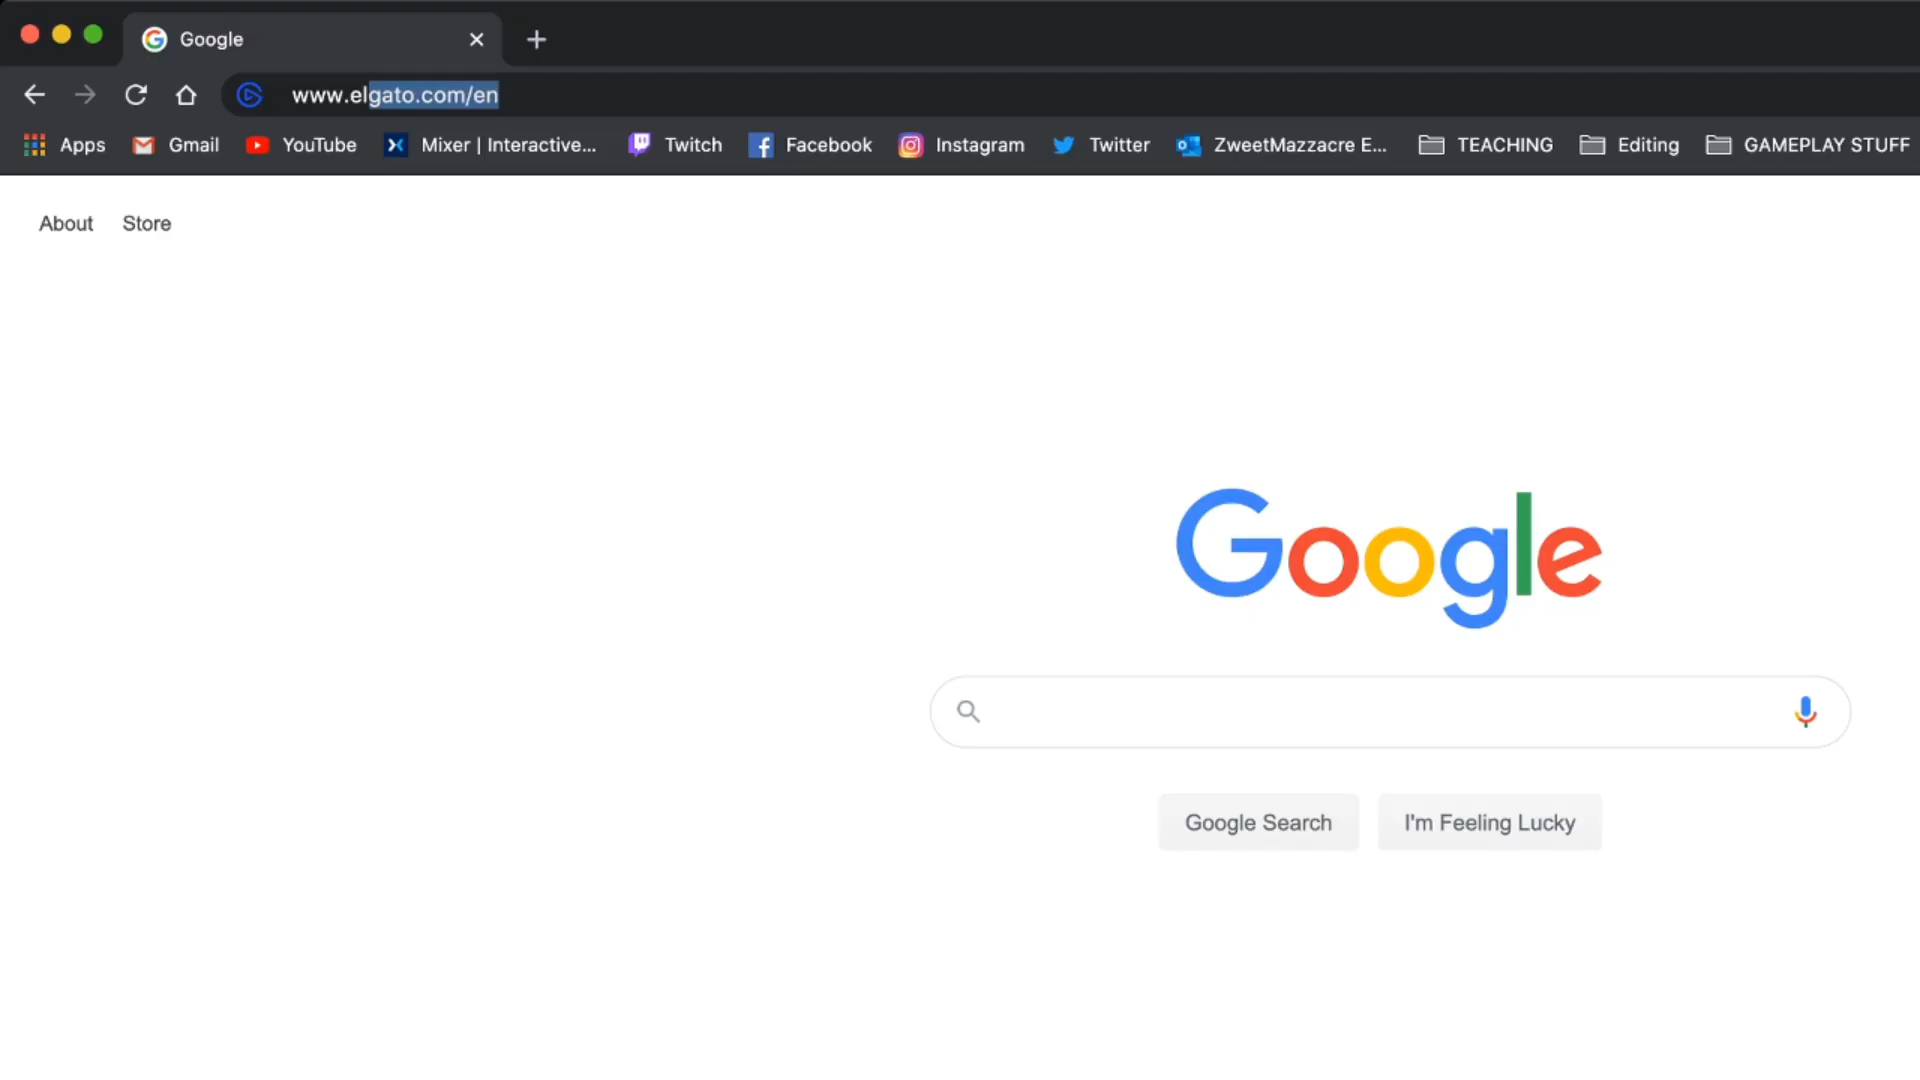 Google
www.elgato.com/en
Apps Gmail YouTube Mixer | Interactive... Twitch Facebook Instagram Twitter ZweetMazzacre E... TEACHING Editing GAMEPLAY STUFF
About Store
Google
Google Search I'm Feeling Lucky